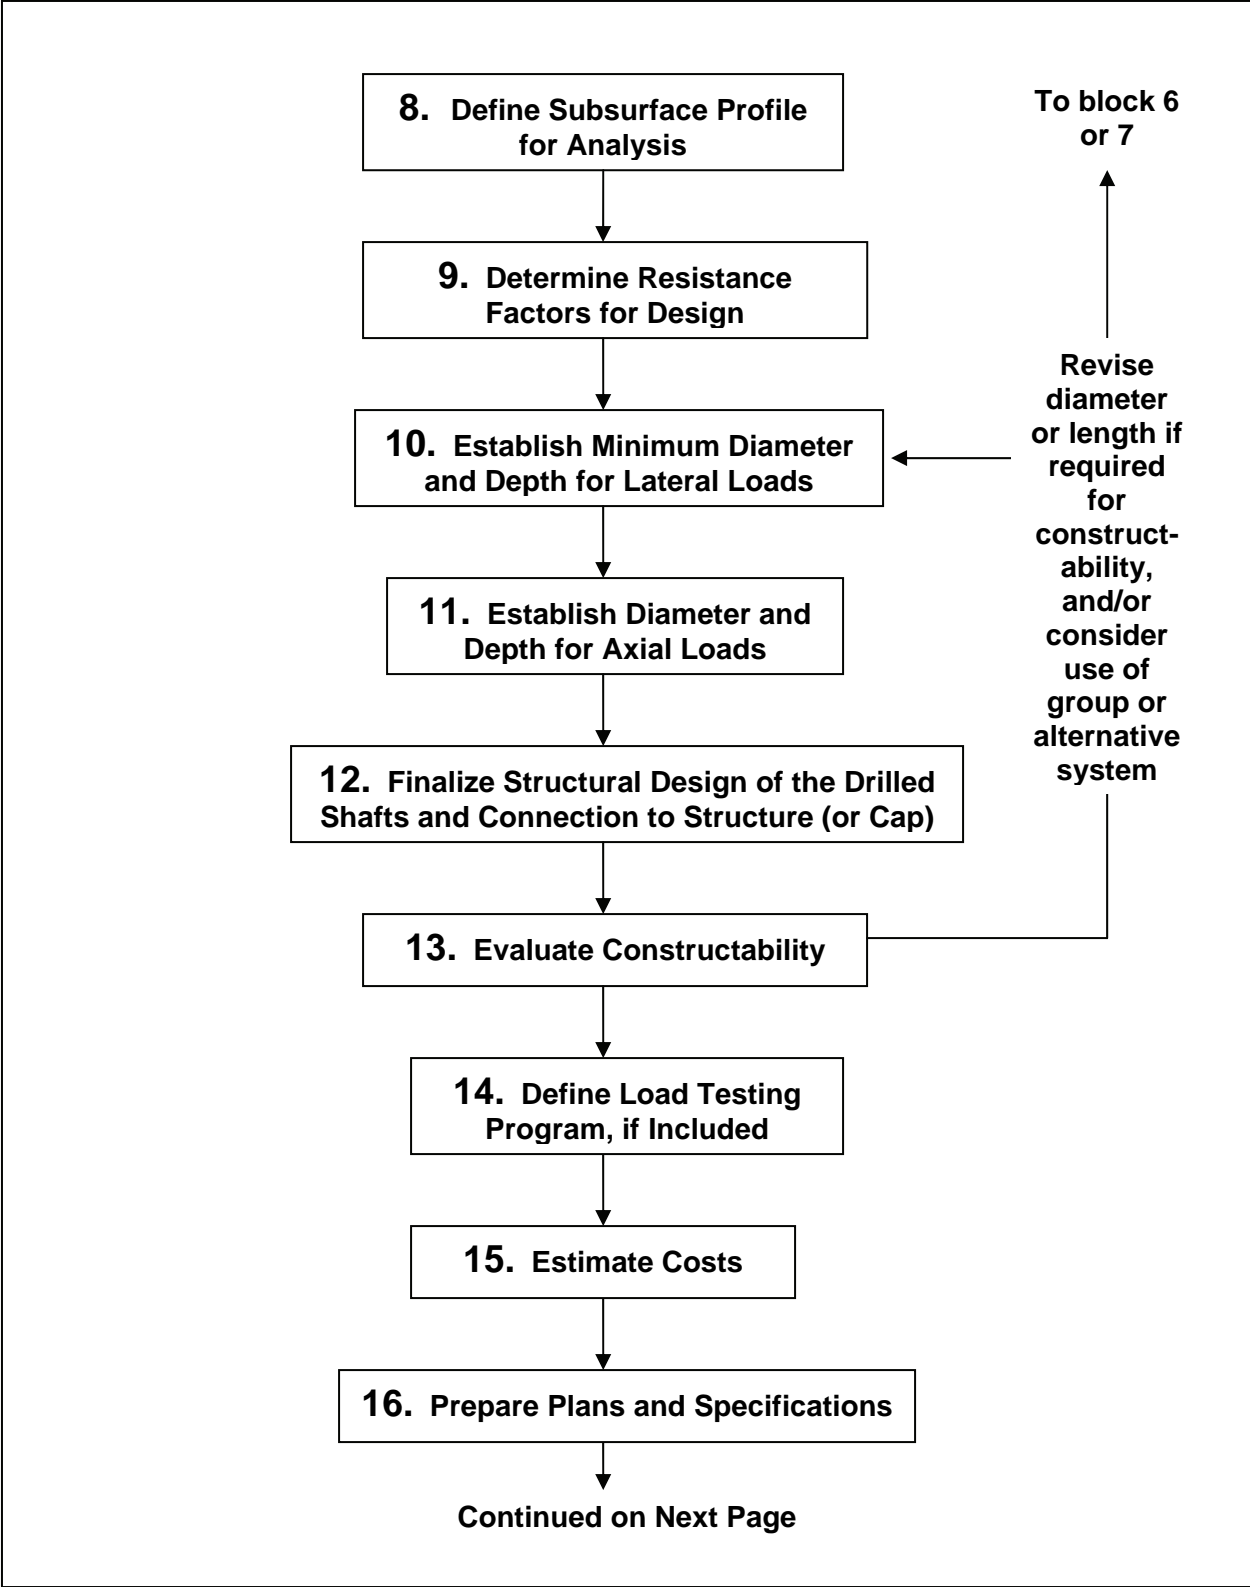 8. Define Subsurface Profile
for Analysis
To block 6
or 7
9. Determine Resistance
Factors for Design
10. Establish Minimum Diameter
and Depth for Lateral Loads
Revise
diameter
or length if
required
for
construct-
ability,
and/or
consider
use of
group or
alternative
system
11. Establish Diameter and
Depth for Axial Loads
12. Finalize Structural Design of the Drilled
Shafts and Connection to Structure (or Cap)
13. Evaluate Constructability
14. Define Load Testing
Program, if Included
15. Estimate Costs
16. Prepare Plans and Specifications
Continued on Next Page